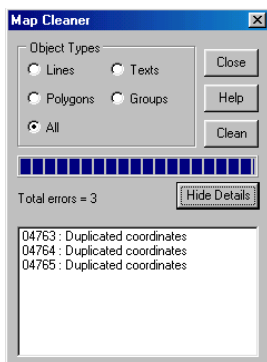 Map Cleaner
Object Types
Lines
Texts
Close
Polygons
Groups
Help
All
Clean
Total errors = 3
Hide Details
04763 : Duplicated coordinates
04764 : Duplicated coordinates
04765 : Duplicated coordinates